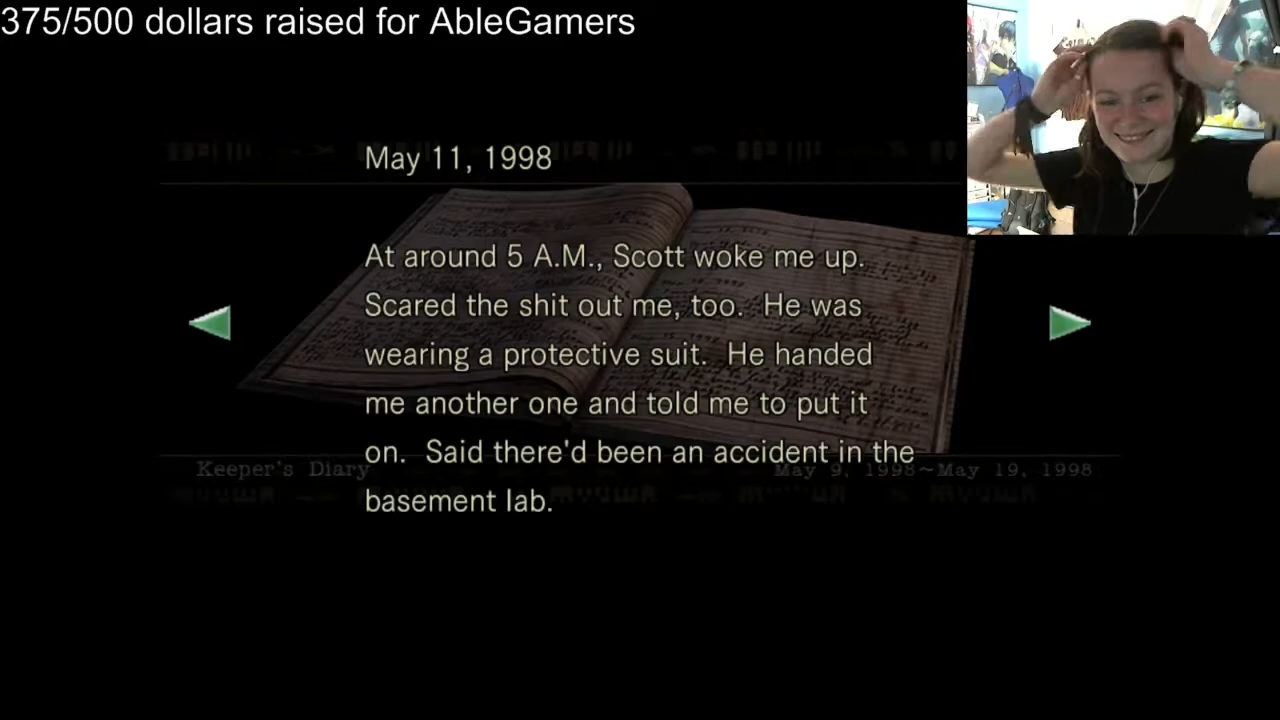 375/500 dollars raised for AbleGamers
May 11, 1998
At around 5 A.M., Scott woke me up.
Scared the shit out me, too. He was
wearing a protective suit. He handed
me another one and told me to put it
on. Said there'd been an accident in the
basement lab.
Keeper's Diary
May 9, 1998~May 19, 1998